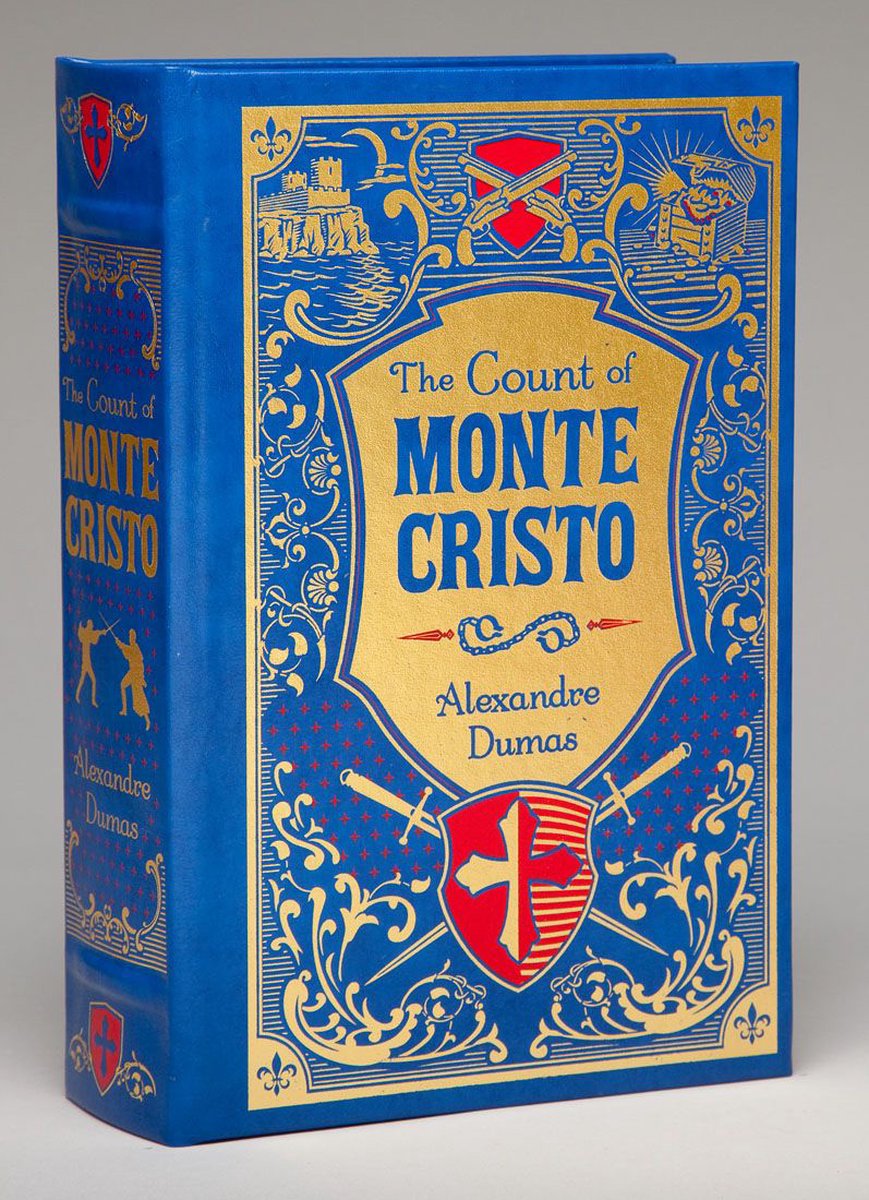 The Count of
MONTE
CRISTO
Alexandre
Dumas
The Count of
MONTE
CRISTO
Alexandre
Dumas